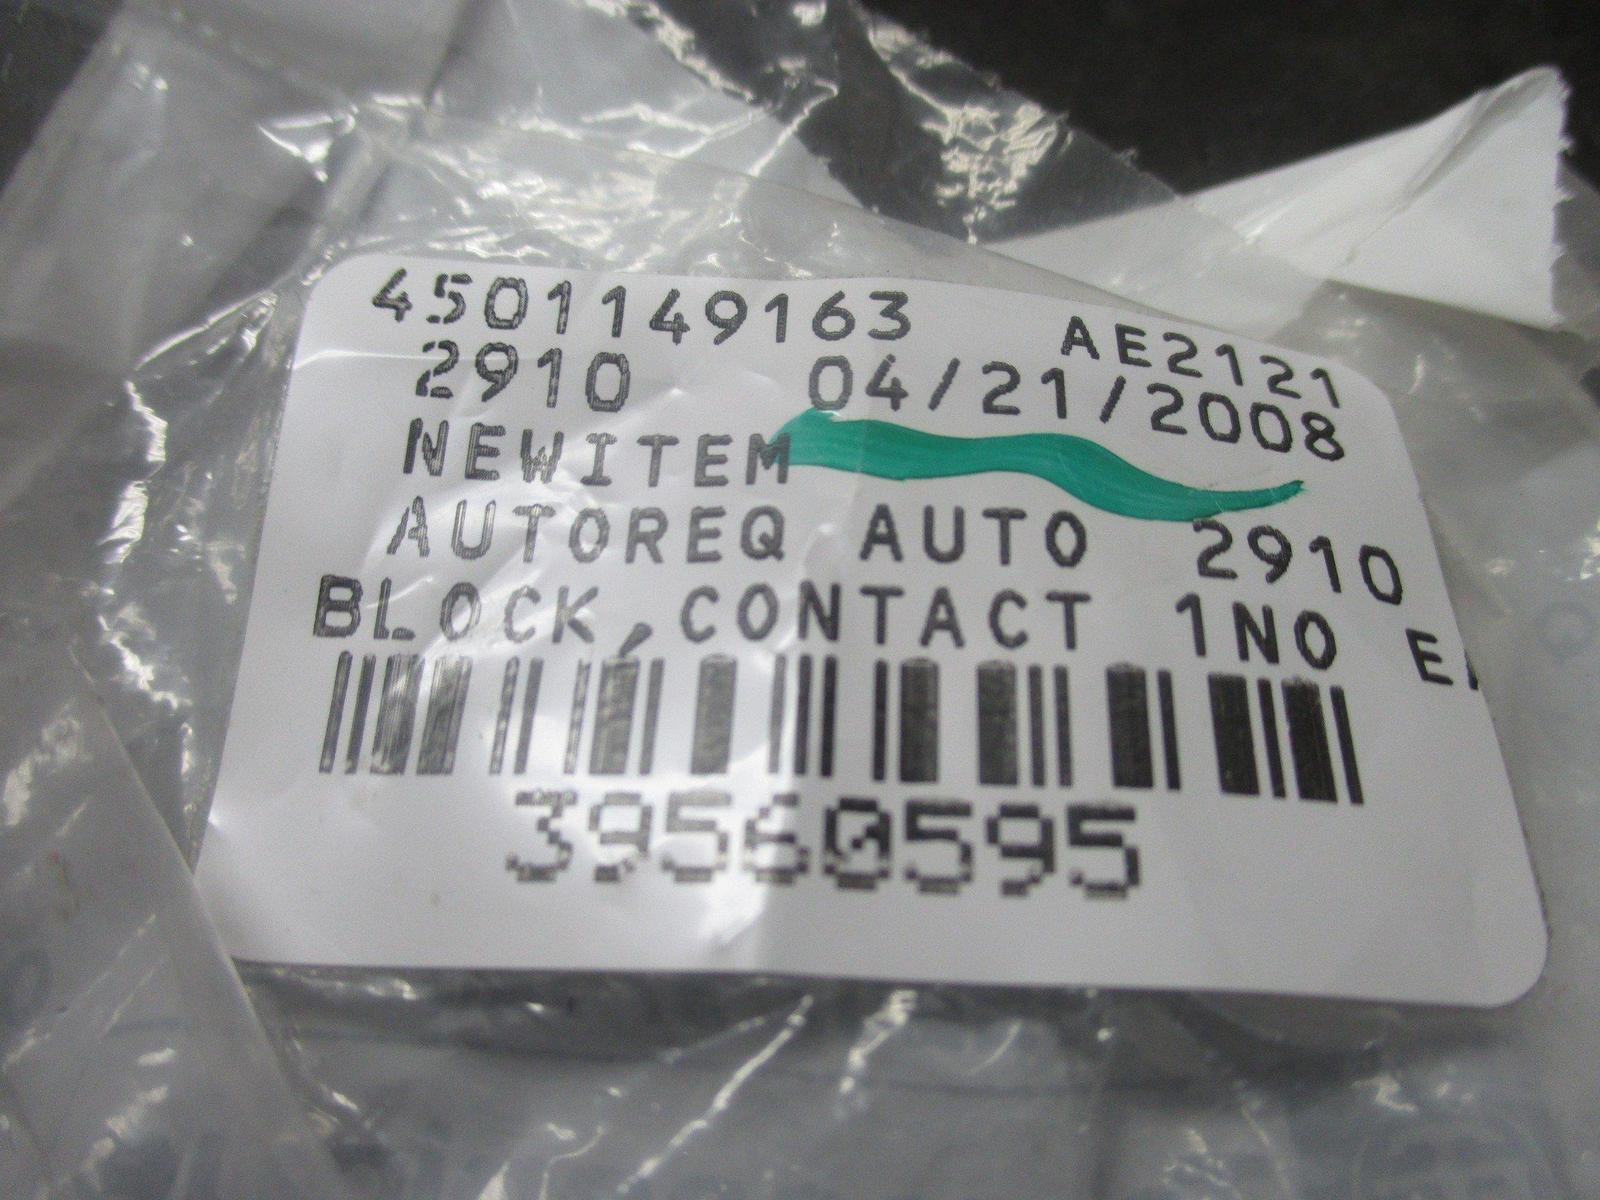 4501149163 AE2121
2910 04/21/2008
NEWITEM
AUTOREQ AUTO 2910
BLOCK,CONTACT 1NO
39560595